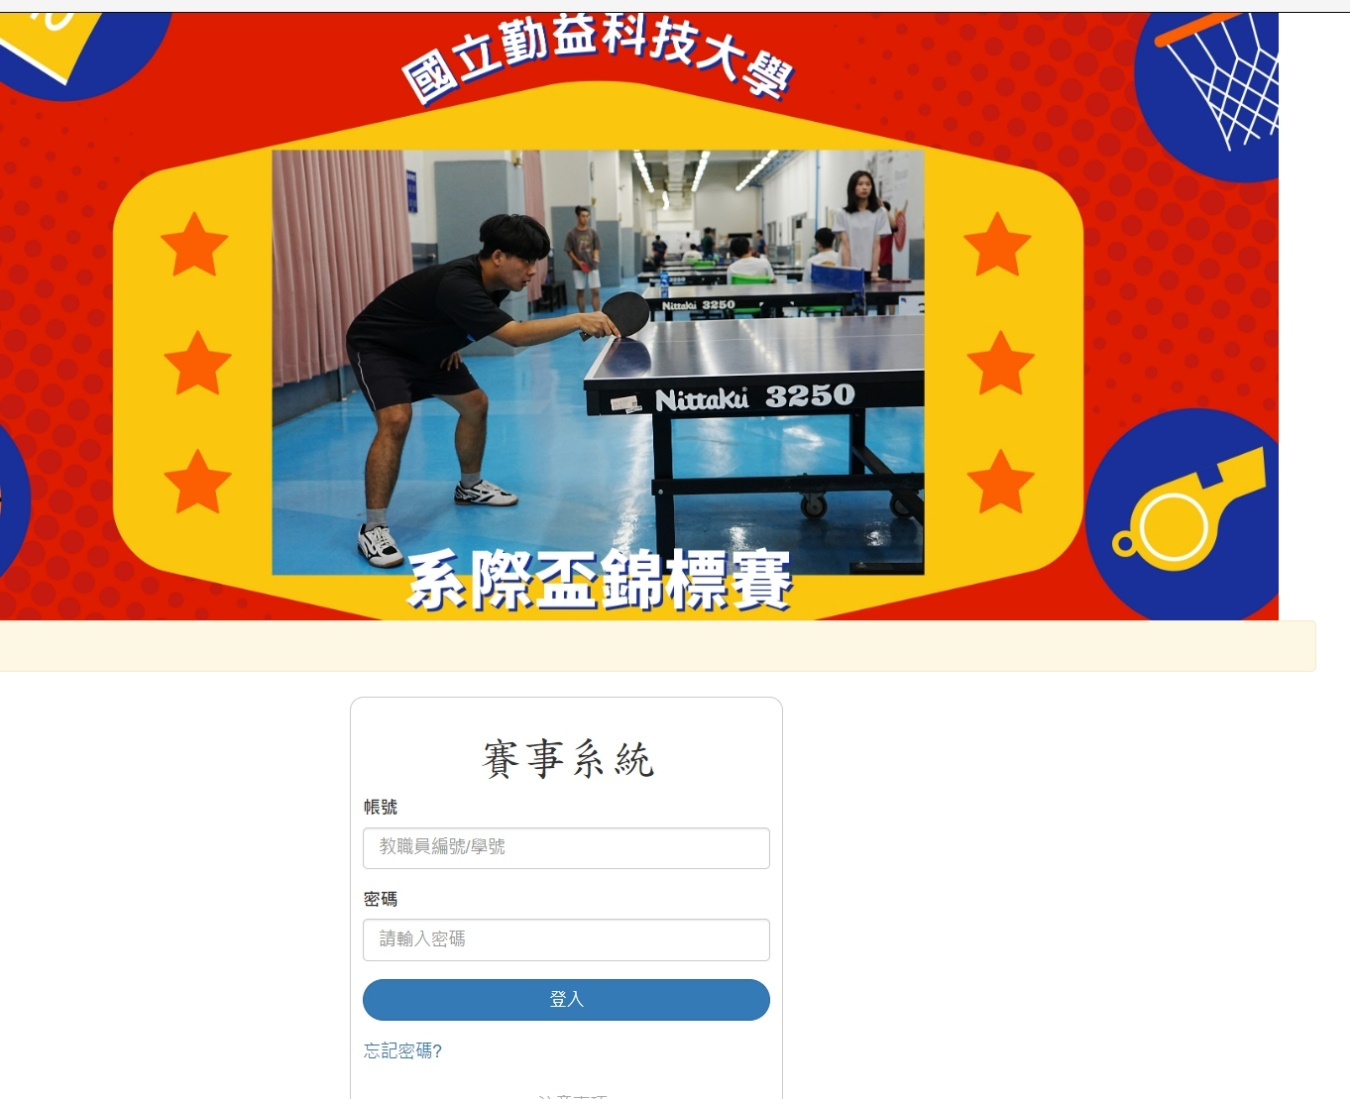 10
國立勤益科技大學
Nittaku 3250
Nittaku 3250
系際盃錦標賽
賽事系統
帳號
教職員編號/學號
密碼
請輸入密碼
登入
忘記密碼?